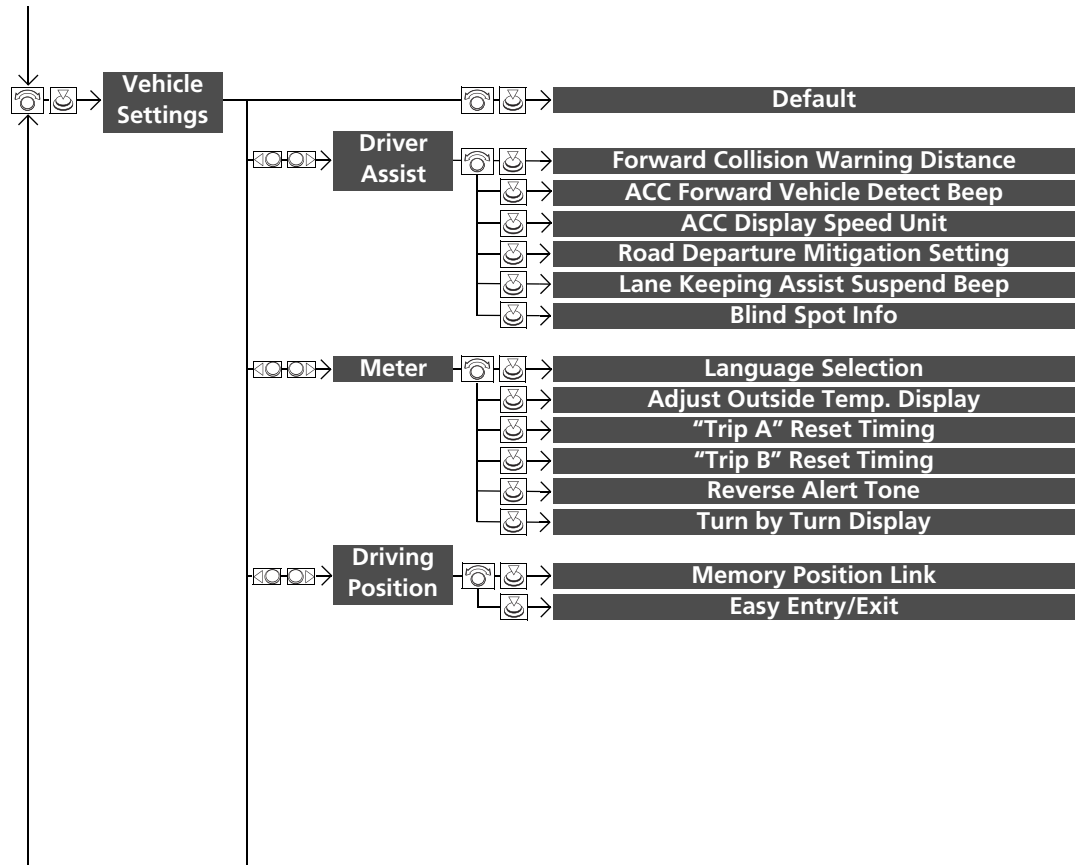 Vehicle
Settings
Default
Driver
Assist
Forward Collision Warning Distance
ACC Forward Vehicle Detect Beep
ACC Display Speed Unit
Road Departure Mitigation Setting
Lane Keeping Assist Suspend Beep
Blind Spot Info
Meter
Language Selection
Adjust Outside Temp. Display
“Trip A” Reset Timing
“Trip B” Reset Timing
Reverse Alert Tone
Turn by Turn Display
Driving
Position
Memory Position Link
Easy Entry/Exit